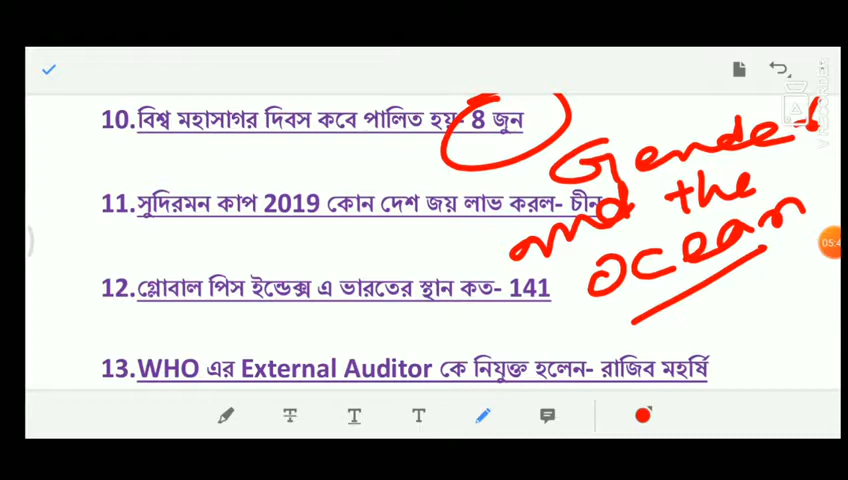 10.বিশ্ব মহাসাগর দিবস কবে পালিত হয়- 8 জুন
Gender
and the
ocean
11.সুদিরমন কাপ 2019 কোন দেশ জয় লাভ করল- চীন
12.গ্লোবাল পিস ইন্ডেক্স এ ভারতের স্থান কত- 141
13.WHO এর External Auditor কে নিযুক্ত হলেন- রাজিব মহর্ষি
T T T